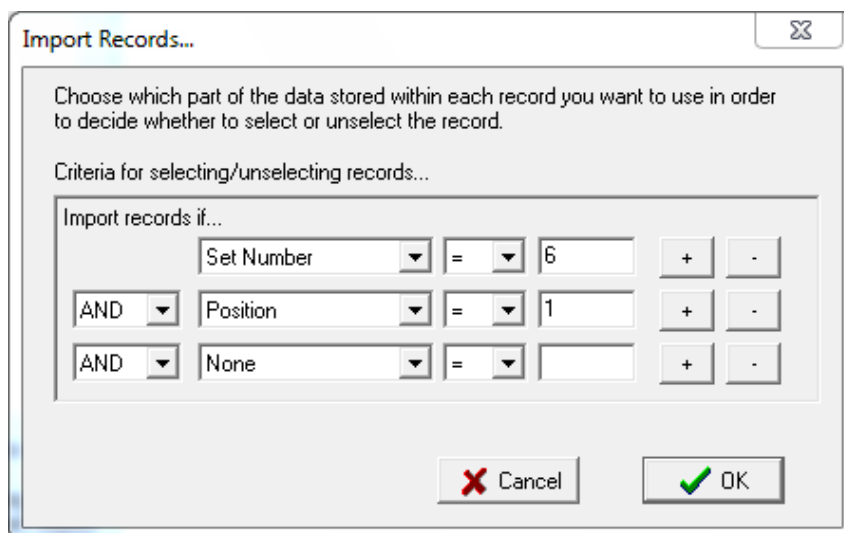 Import Records...
Choose which part of the data stored within each record you want to use in order
to decide whether to select or unselect the record.
Criteria for selecting/unselecting records...
Import records if...
Set Number = 6 + -
AND Position = 1 + -
AND None = + -
Cancel OK